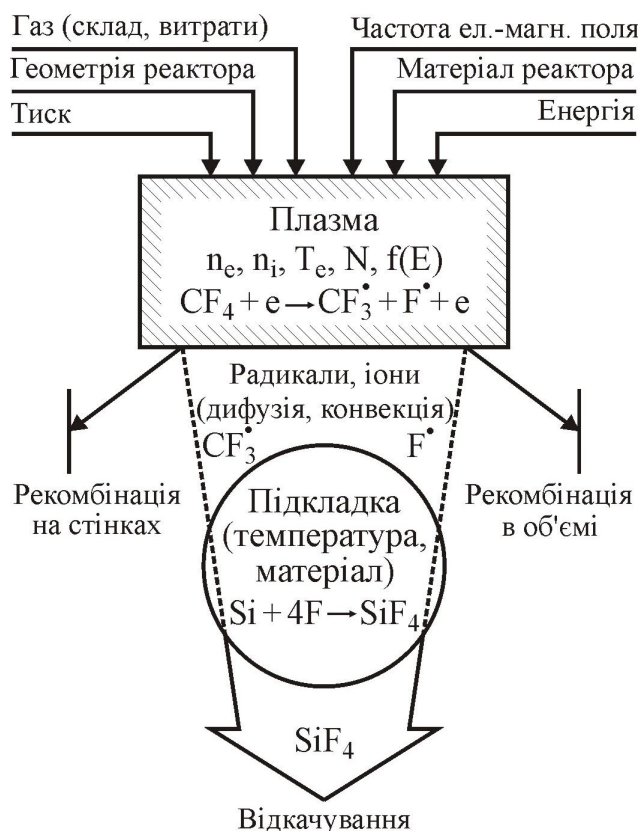 Газ (склад, витрати)
Частота ел.-магн. поля
Геометрія реактора
Матеріал реактора
Тиск
Енергія
Плазма
nₑ, nᵢ, Tₑ, N, f(E)
CF₄ + e → CF₃• + F• + e
Радикали, іони
(дифузія, конвекція)
CF₃•
F•
Рекомбінація
на стінках
Рекомбінація
в об'ємі
Підкладка
(температура,
матеріал)
Si + 4F → SiF₄
SiF₄
Відкачування